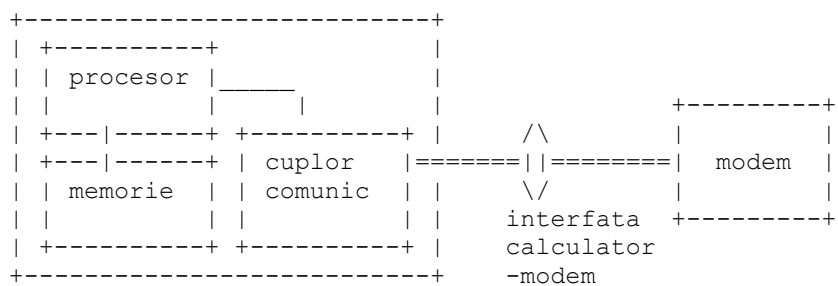 procesor
cuplor
memorie comunic modem
interfata
calculator
-modem